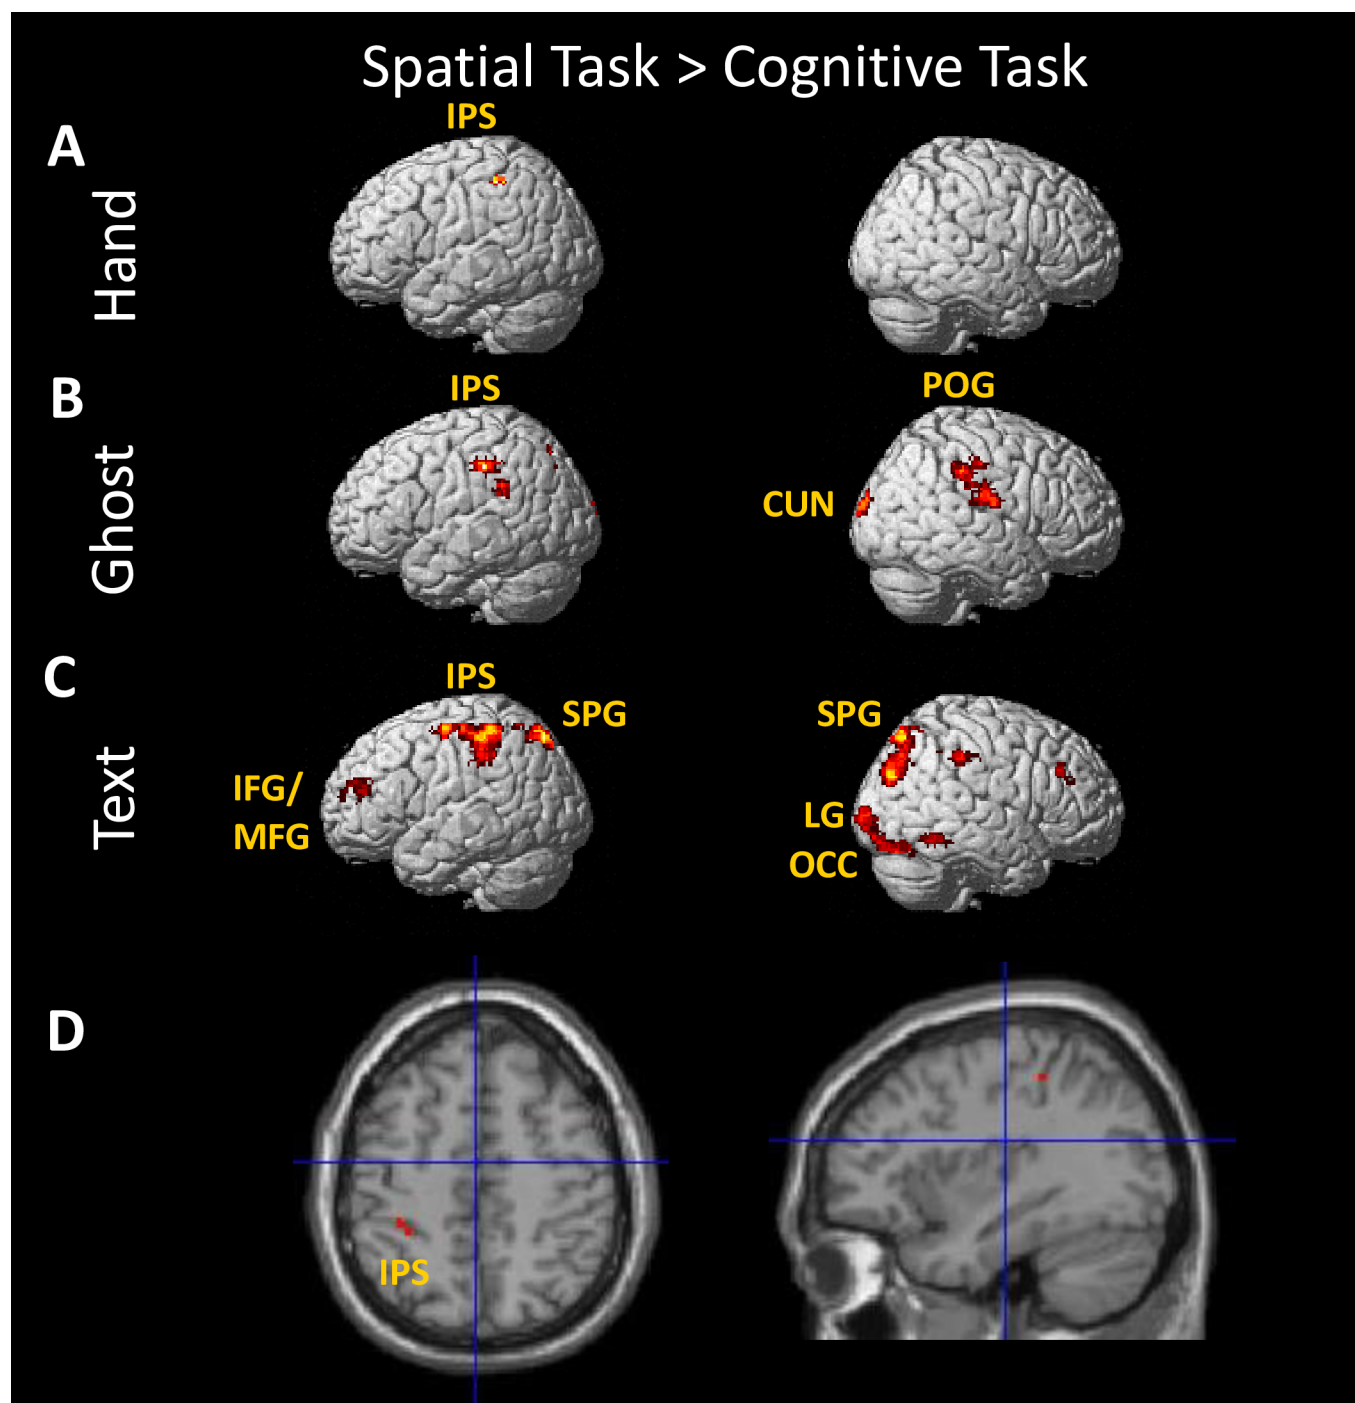 Spatial Task > Cognitive Task
A
IPS
Hand
B
IPS
POG
Ghost
CUN
C
IPS
SPG
SPG
Text
IFG/
MFG
LG
OCC
D
IPS